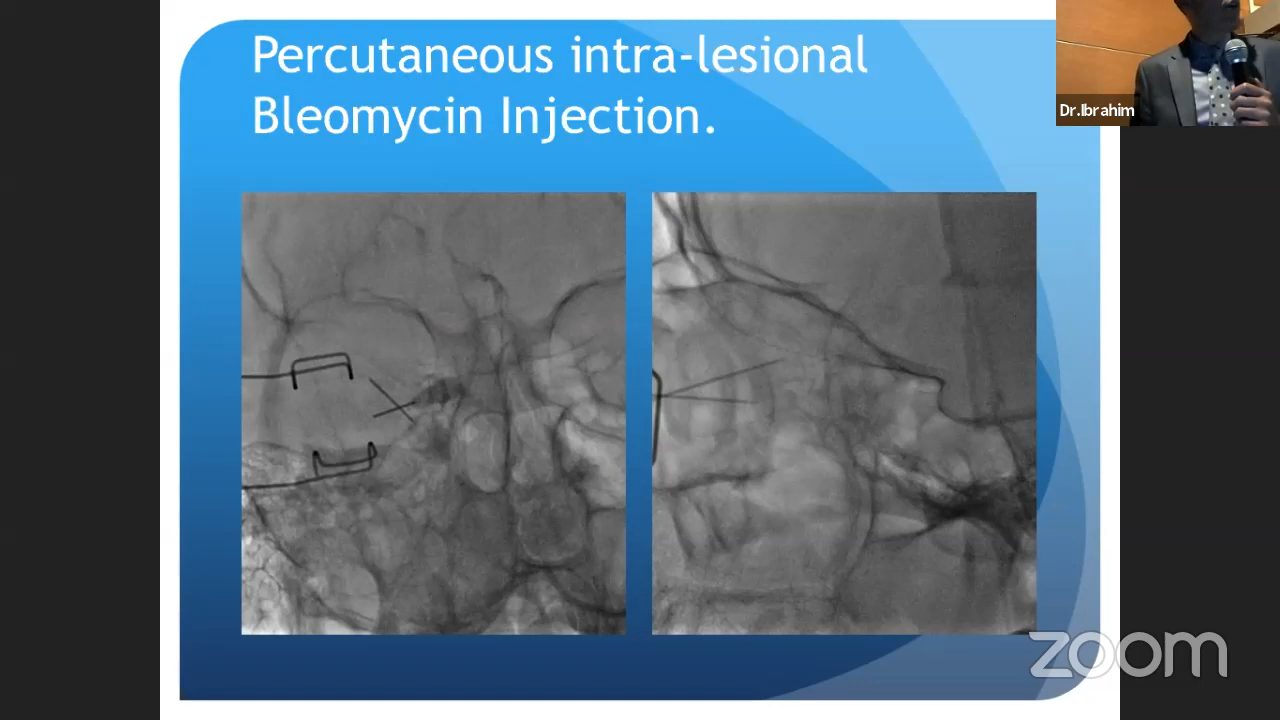 Percutaneous intra-lesional
Bleomycin Injection.
Dr.Ibrahim
zoom